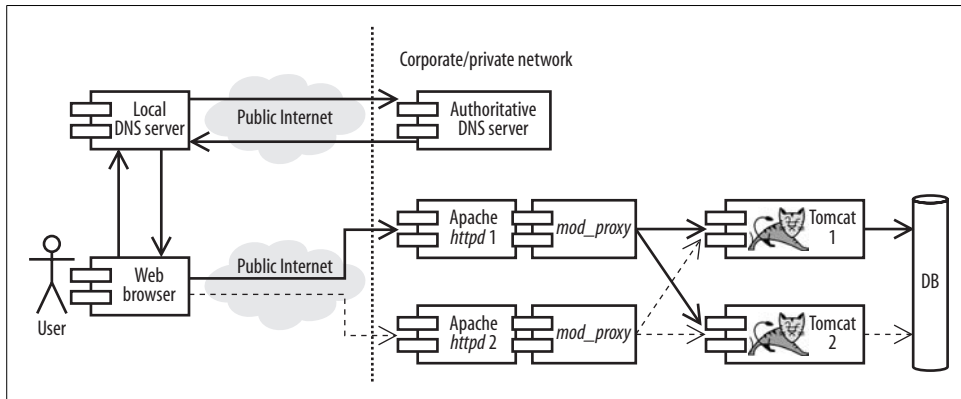 Corporate/private network
Local
DNS server
Public Internet
Authoritative
DNS server
Apache
httpd 1
mod_proxy
Tomcat
1
Web
browser
Public Internet
User
Apache
httpd 2
mod_proxy
Tomcat
2
DB